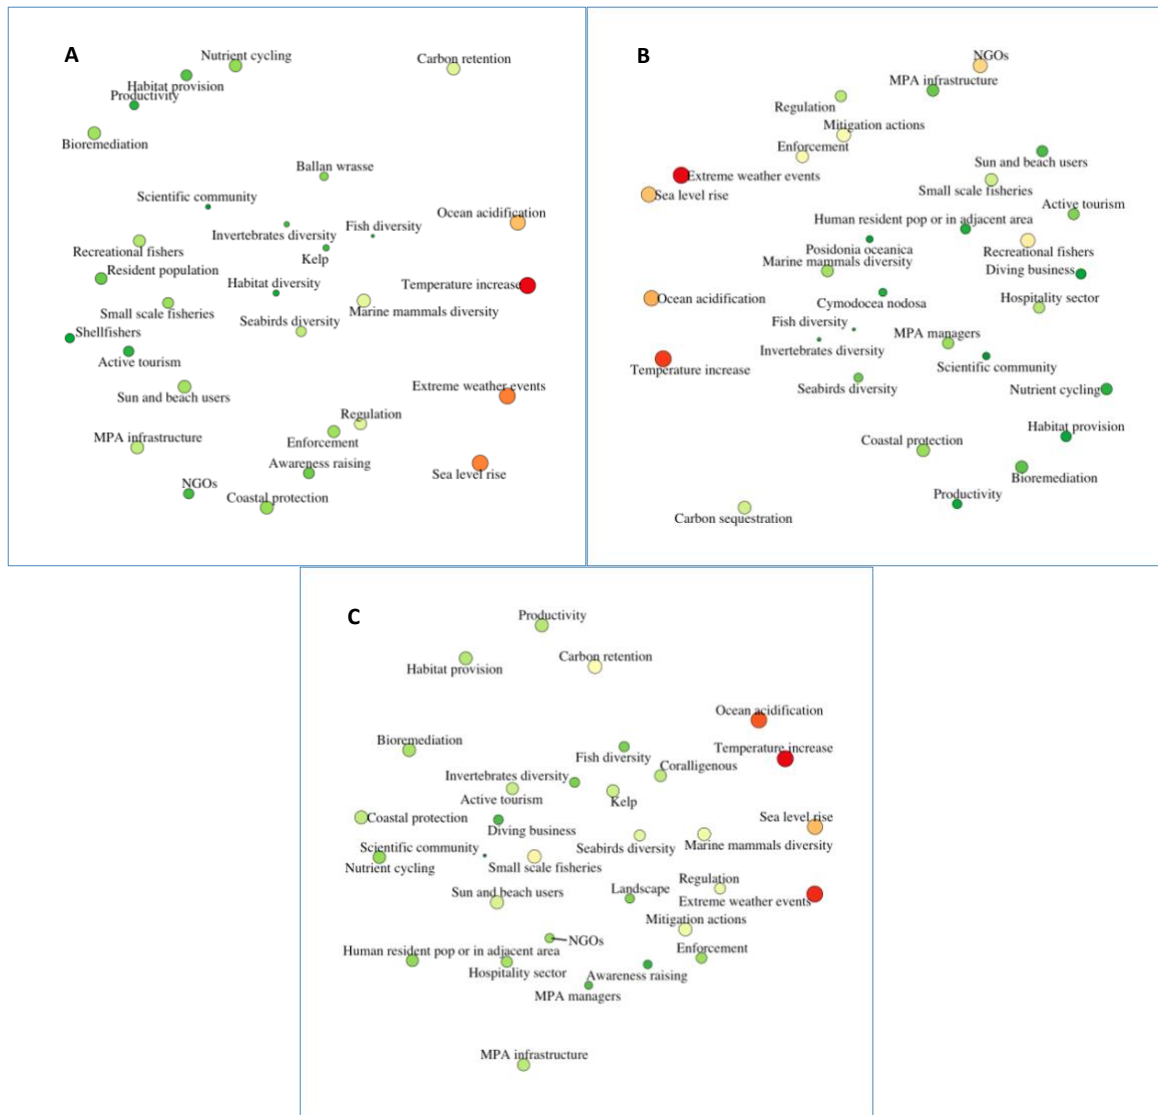 A
Nutrient cycling
Carbon retention
Habitat provision
Productivity
Bioremediation
Ballan wrasse
Scientific community
Ocean acidification
Fish diversity
Invertebrates diversity
Recreational fishers
Kelp
Resident population
Habitat diversity
Temperature increase
Small scale fisheries
Marine mammals diversity
Seabirds diversity
Shellfishers
Active tourism
Extreme weather events
Sun and beach users
Regulation
MPA infrastructure
Enforcement
Awareness raising
Sea level rise
NGOs
Coastal protection
B
NGOs
MPA infrastructure
Regulation
Mitigation actions
Enforcement
Sun and beach users
Extreme weather events
Small scale fisheries
Sea level rise
Active tourism
Human resident pop or in adjacent area
Posidonia oceanica
Recreational fishers
Marine mammals diversity
Diving business
Ocean acidification
Cymodocea nodosa
Hospitality sector
Fish diversity
MPA managers
Invertebrates diversity
Scientific community
Temperature increase
Seabirds diversity
Nutrient cycling
Habitat provision
Coastal protection
Bioremediation
Productivity
Carbon sequestration
C
Productivity
Carbon retention
Habitat provision
Ocean acidification
Bioremediation
Temperature increase
Fish diversity
Coralligenous
Invertebrates diversity
Active tourism
Kelp
Coastal protection
Sea level rise
Diving business
Scientific community
Seabirds diversity
Marine mammals diversity
Nutrient cycling
Small scale fisheries
Regulation
Sun and beach users
Landscape
Extreme weather events
Mitigation actions
NGOs
Human resident pop or in adjacent area
Enforcement
Hospitality sector
Awareness raising
MPA managers
MPA infrastructure